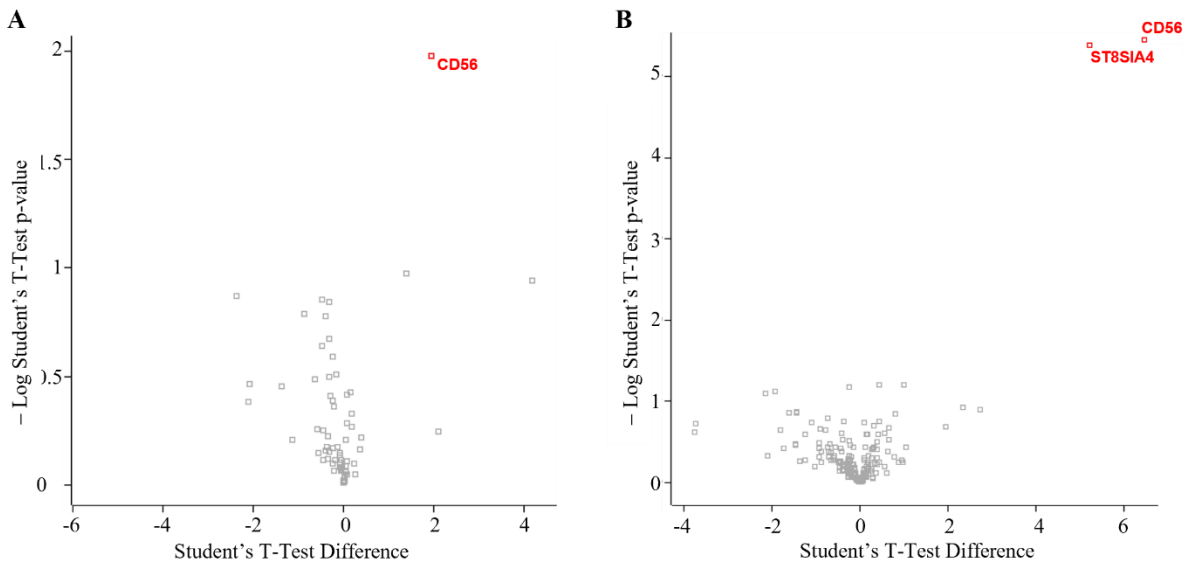 A
B
2
CD56
1.5
1
0.5
0
-6
-4
-2
0
2
4
– Log Student's T-Test p-value
Student's T-Test Difference
CD56
ST8SIA4
5
4
3
2
1
0
-4
-2
0
2
4
6
– Log Student's T-Test p-value
Student's T-Test Difference